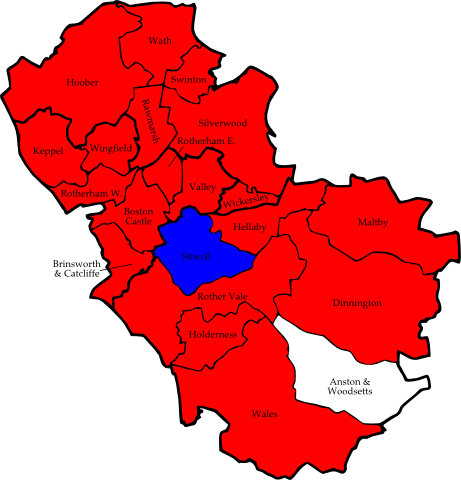 Wath
Hoober
Swinton
Rawmarsh
Silverwood
Rotherham E.
Keppel
Wingfield
Valley
Rotherham W.
Wickersley
Boston
Castle
Maltby
Hellaby
Sitwell
Brinsworth
& Catcliffe
Rother Vale
Dinnington
Holderness
Anston &
Woodsetts
Wales